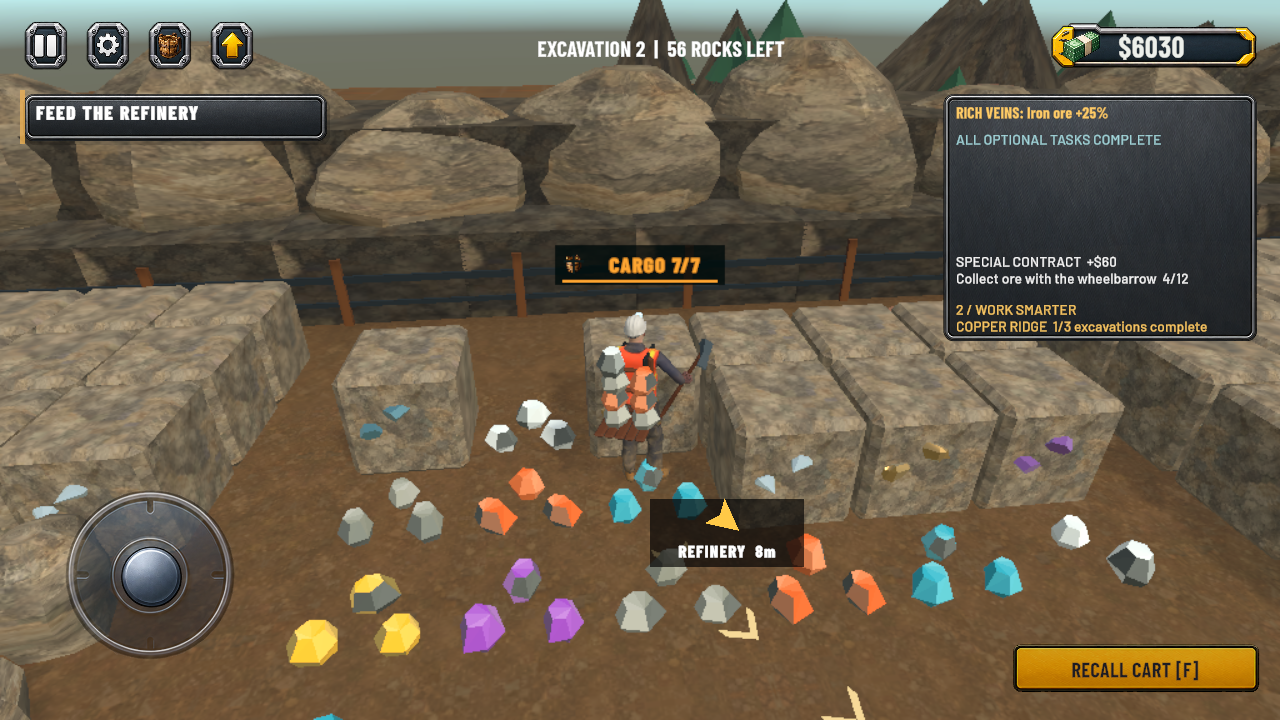 EXCAVATION 2 | 56 ROCKS LEFT
$6030
FEED THE REFINERY
RICH VEINS: Iron ore +25%
ALL OPTIONAL TASKS COMPLETE
SPECIAL CONTRACT +$60
Collect ore with the wheelbarrow 4/12
2 / WORK SMARTER
COPPER RIDGE 1/3 excavations complete
CARGO 7/7
REFINERY 8m
RECALL CART [F]